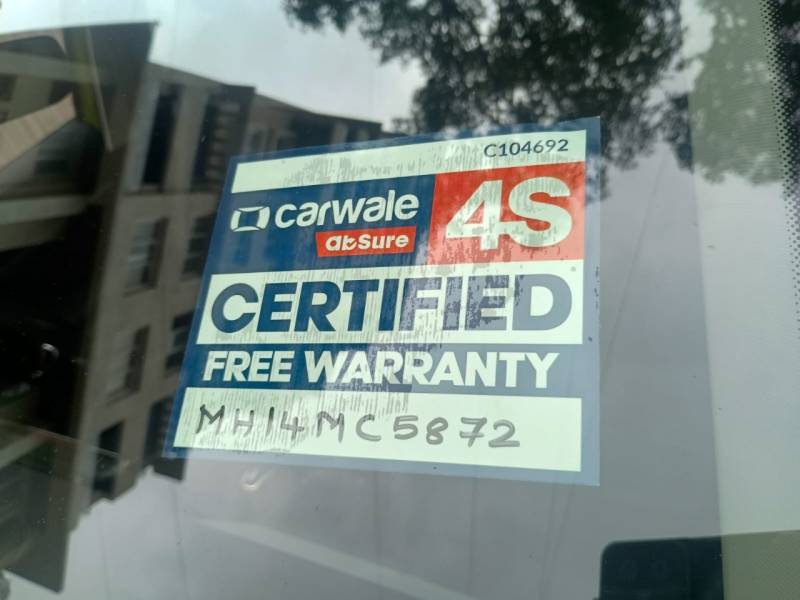 C104692
carwale 4S
abSure
CERTIFIED
FREE WARRANTY
MH14MC5872